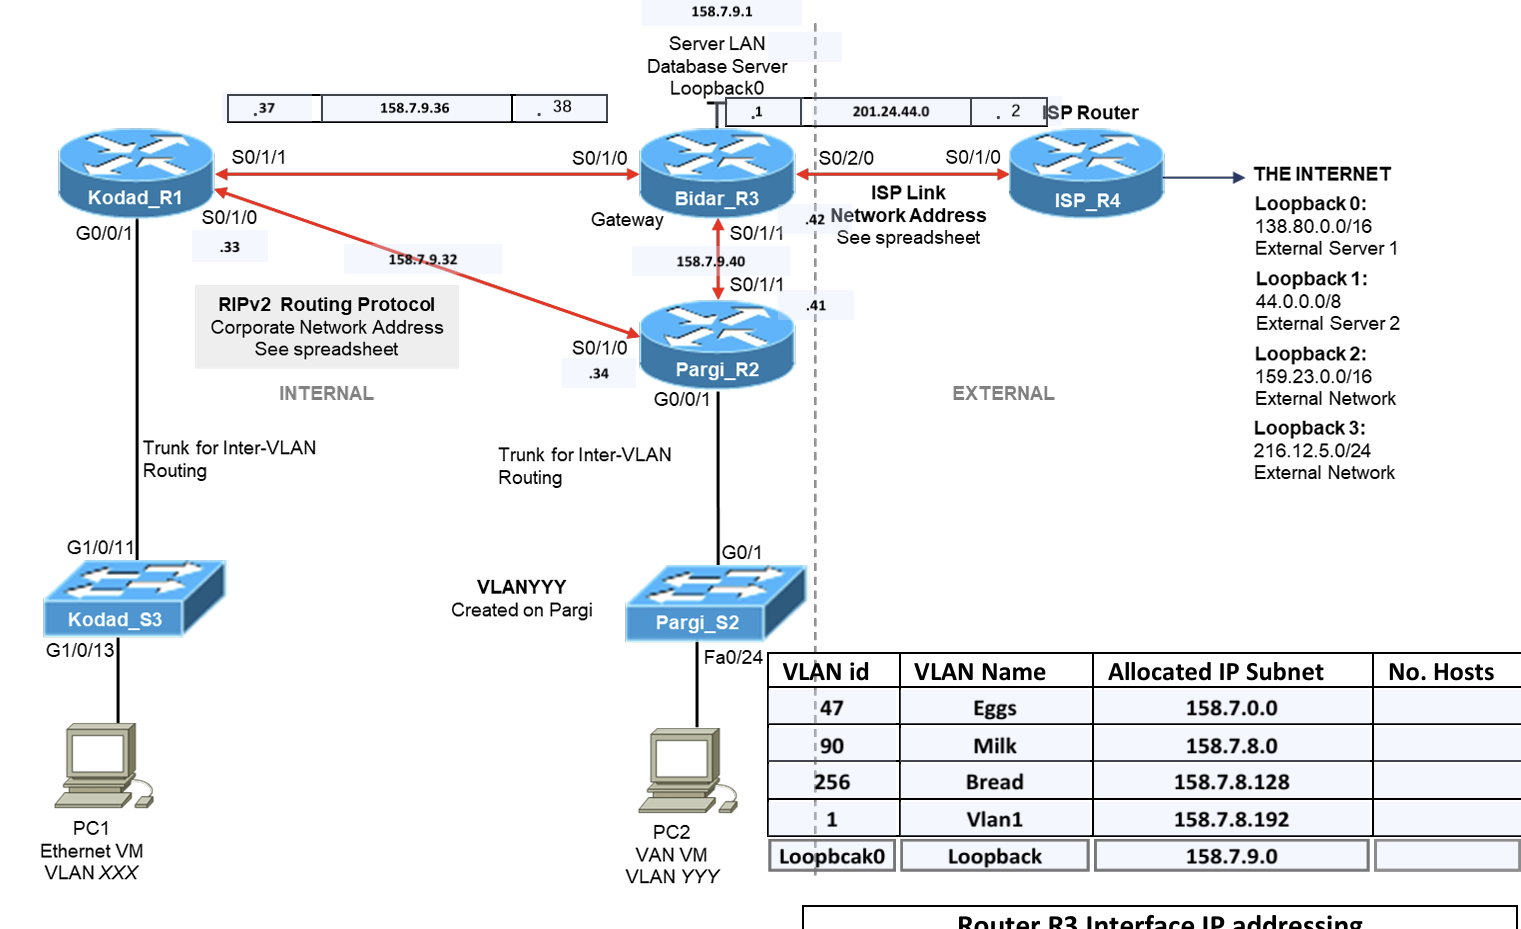 158.7.9.1
Server LAN
Database Server
Loopback0
.37 158.7.9.36 . 38
.1 201.24.44.0 . 2
ISP Router
S0/1/1
S0/1/0
S0/2/0
S0/1/0
Kodad_R1
Bidar_R3
ISP_R4
THE INTERNET
Loopback 0:
138.80.0.0/16
External Server 1
Loopback 1:
44.0.0.0/8
External Server 2
Loopback 2:
159.23.0.0/16
External Network
Loopback 3:
216.12.5.0/24
External Network
ISP Link
Network Address
See spreadsheet
S0/1/0
G0/0/1
.33
Gateway
.42
S0/1/1
158.7.9.32
158.7.9.40
S0/1/1
.41
RIPv2 Routing Protocol
Corporate Network Address
See spreadsheet
S0/1/0
.34
Pargi_R2
G0/0/1
INTERNAL
EXTERNAL
Trunk for Inter-VLAN
Routing
Trunk for Inter-VLAN
Routing
G1/0/11
G0/1
VLANYYY
Created on Pargi
Kodad_S3
Pargi_S2
G1/0/13
Fa0/24
PC1
Ethernet VM
VLAN XXX
PC2
VAN VM
VLAN YYY
VLAN id VLAN Name Allocated IP Subnet No. Hosts
47 Eggs 158.7.0.0
90 Milk 158.7.8.0
256 Bread 158.7.8.128
1 Vlan1 158.7.8.192
Loopbcak0 Loopback 158.7.9.0
Router R3 Interface IP addressing